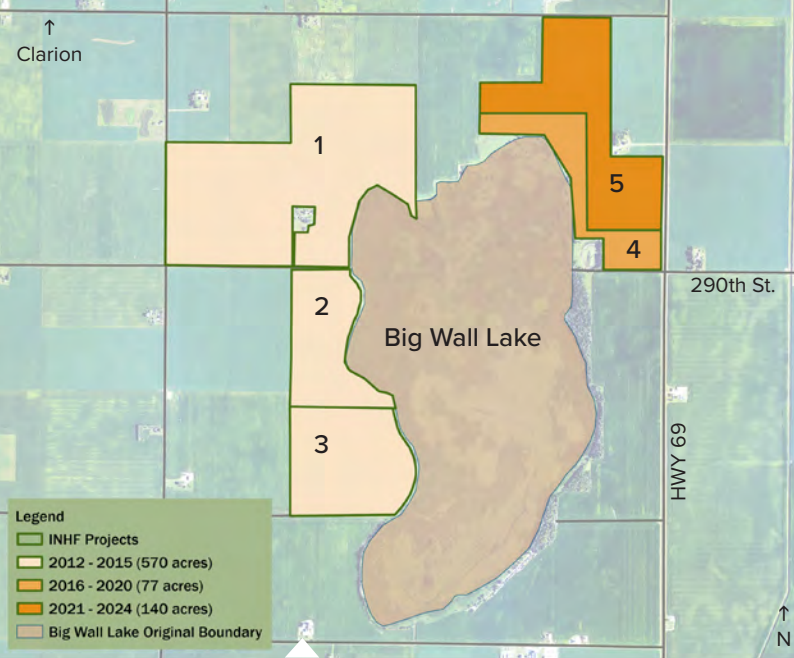 ↑
Clarion
1
5
4
290th St.
2
Big Wall Lake
3
HWY 69
Legend
INHF Projects
2012 - 2015 (570 acres)
2016 - 2020 (77 acres)
2021 - 2024 (140 acres)
Big Wall Lake Original Boundary
↑
N